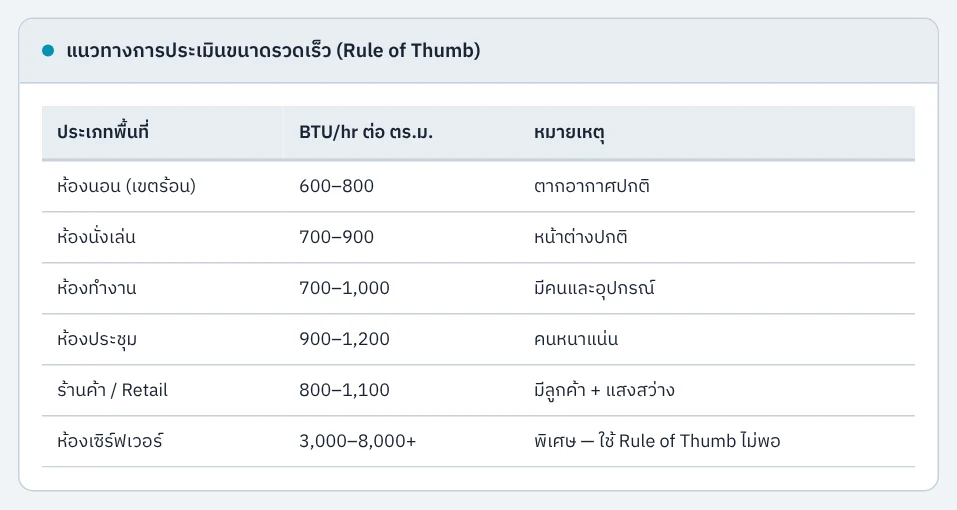 แนวทางการประเมินขนาดรวดเร็ว (Rule of Thumb)
ประเภทพื้นที่ BTU/hr ต่อ ตร.ม. หมายเหตุ
ห้องนอน (เขตร้อน) 600–800 ตากอากาศปกติ
ห้องนั่งเล่น 700–900 หน้าต่างปกติ
ห้องทำงาน 700–1,000 มีคนและอุปกรณ์
ห้องประชุม 900–1,200 คนหนาแน่น
ร้านค้า / Retail 800–1,100 มีลูกค้า + แสงสว่าง
ห้องเซิร์ฟเวอร์ 3,000–8,000+ พิเศษ — ใช้ Rule of Thumb ไม่พอ